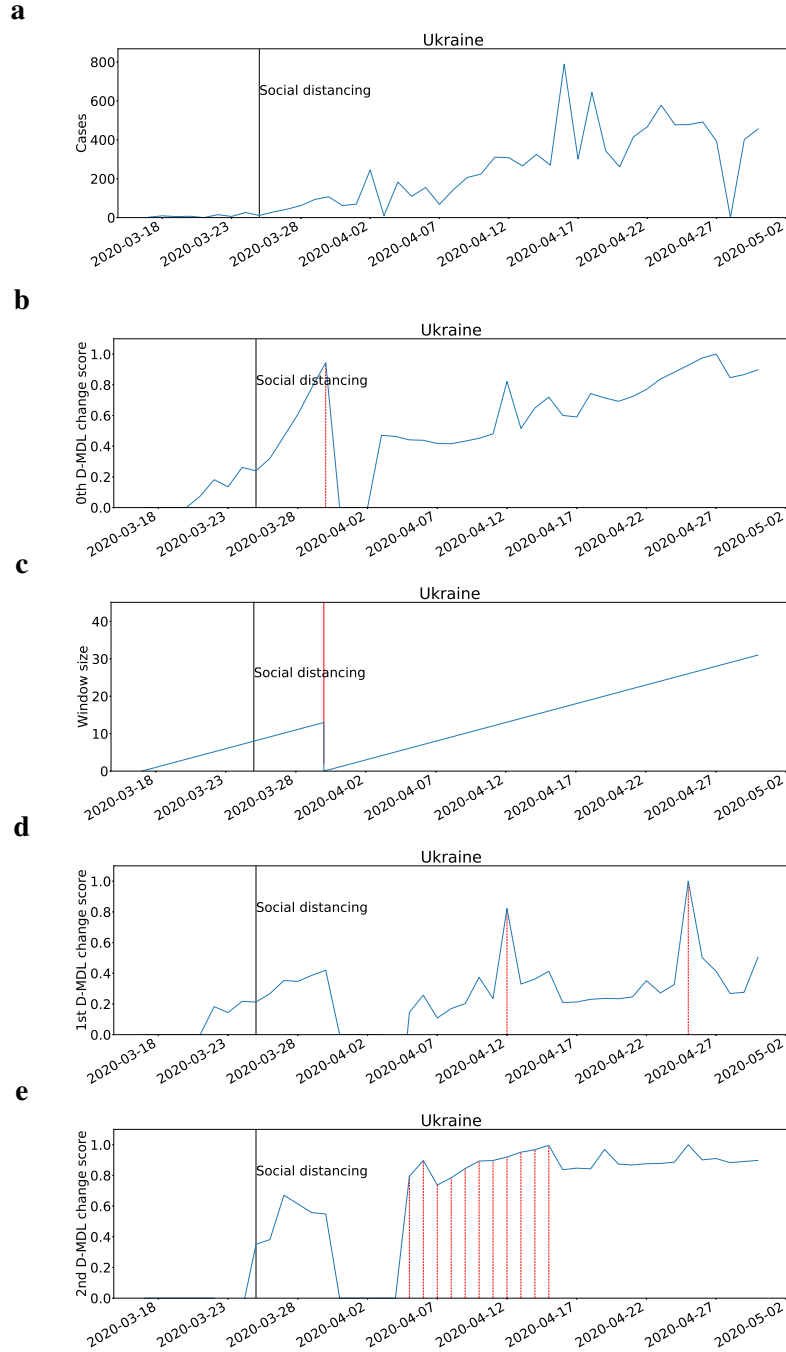 a
Ukraine
800
600
400
200
0
Cases
Social distancing
2020-03-18 2020-03-23 2020-03-28 2020-04-02 2020-04-07 2020-04-12 2020-04-17 2020-04-22 2020-04-27 2020-05-02
b
Ukraine
1.0
0.8
0.6
0.4
0.2
0.0
0th D-MDL change score
Social distancing
2020-03-18 2020-03-23 2020-03-28 2020-04-02 2020-04-07 2020-04-12 2020-04-17 2020-04-22 2020-04-27 2020-05-02
c
Ukraine
40
30
20
10
0
Window size
Social distancing
2020-03-18 2020-03-23 2020-03-28 2020-04-02 2020-04-07 2020-04-12 2020-04-17 2020-04-22 2020-04-27 2020-05-02
d
Ukraine
1.0
0.8
0.6
0.4
0.2
0.0
1st D-MDL change score
Social distancing
2020-03-18 2020-03-23 2020-03-28 2020-04-02 2020-04-07 2020-04-12 2020-04-17 2020-04-22 2020-04-27 2020-05-02
e
Ukraine
1.0
0.8
0.6
0.4
0.2
0.0
2nd D-MDL change score
Social distancing
2020-03-18 2020-03-23 2020-03-28 2020-04-02 2020-04-07 2020-04-12 2020-04-17 2020-04-22 2020-04-27 2020-05-02